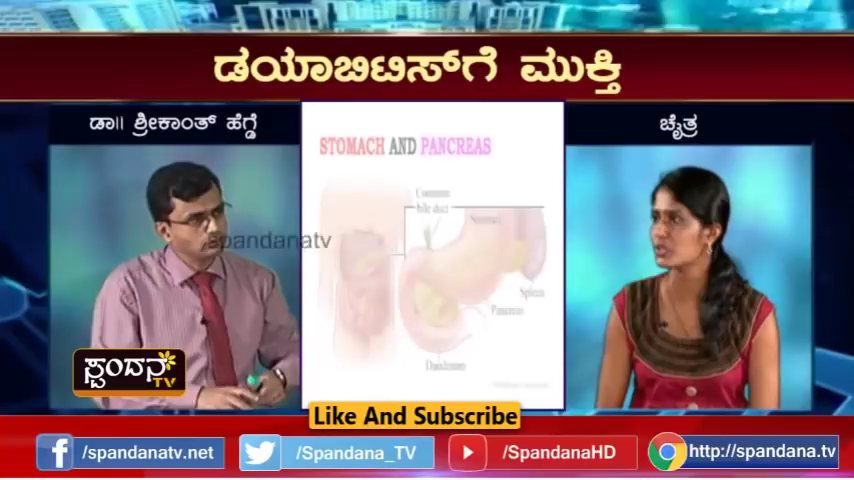 ಡಯಾಬಿಟಿಸ್‌ಗೆ ಮುಕ್ತಿ
ಡಾ॥ ಶ್ರೀಕಾಂತ್ ಹೆಗ್ಡೆ
ಚೈತ್ರ
STOMACH AND PANCREAS
Common
bile duct
Stomach
Spleen
Pancreas
Duodenum
spandanatv
ಸ್ಪಂದನ
TV
Like And Subscribe
/spandanatv.net
/Spandana_TV
/SpandanaHD
http://spandana.tv